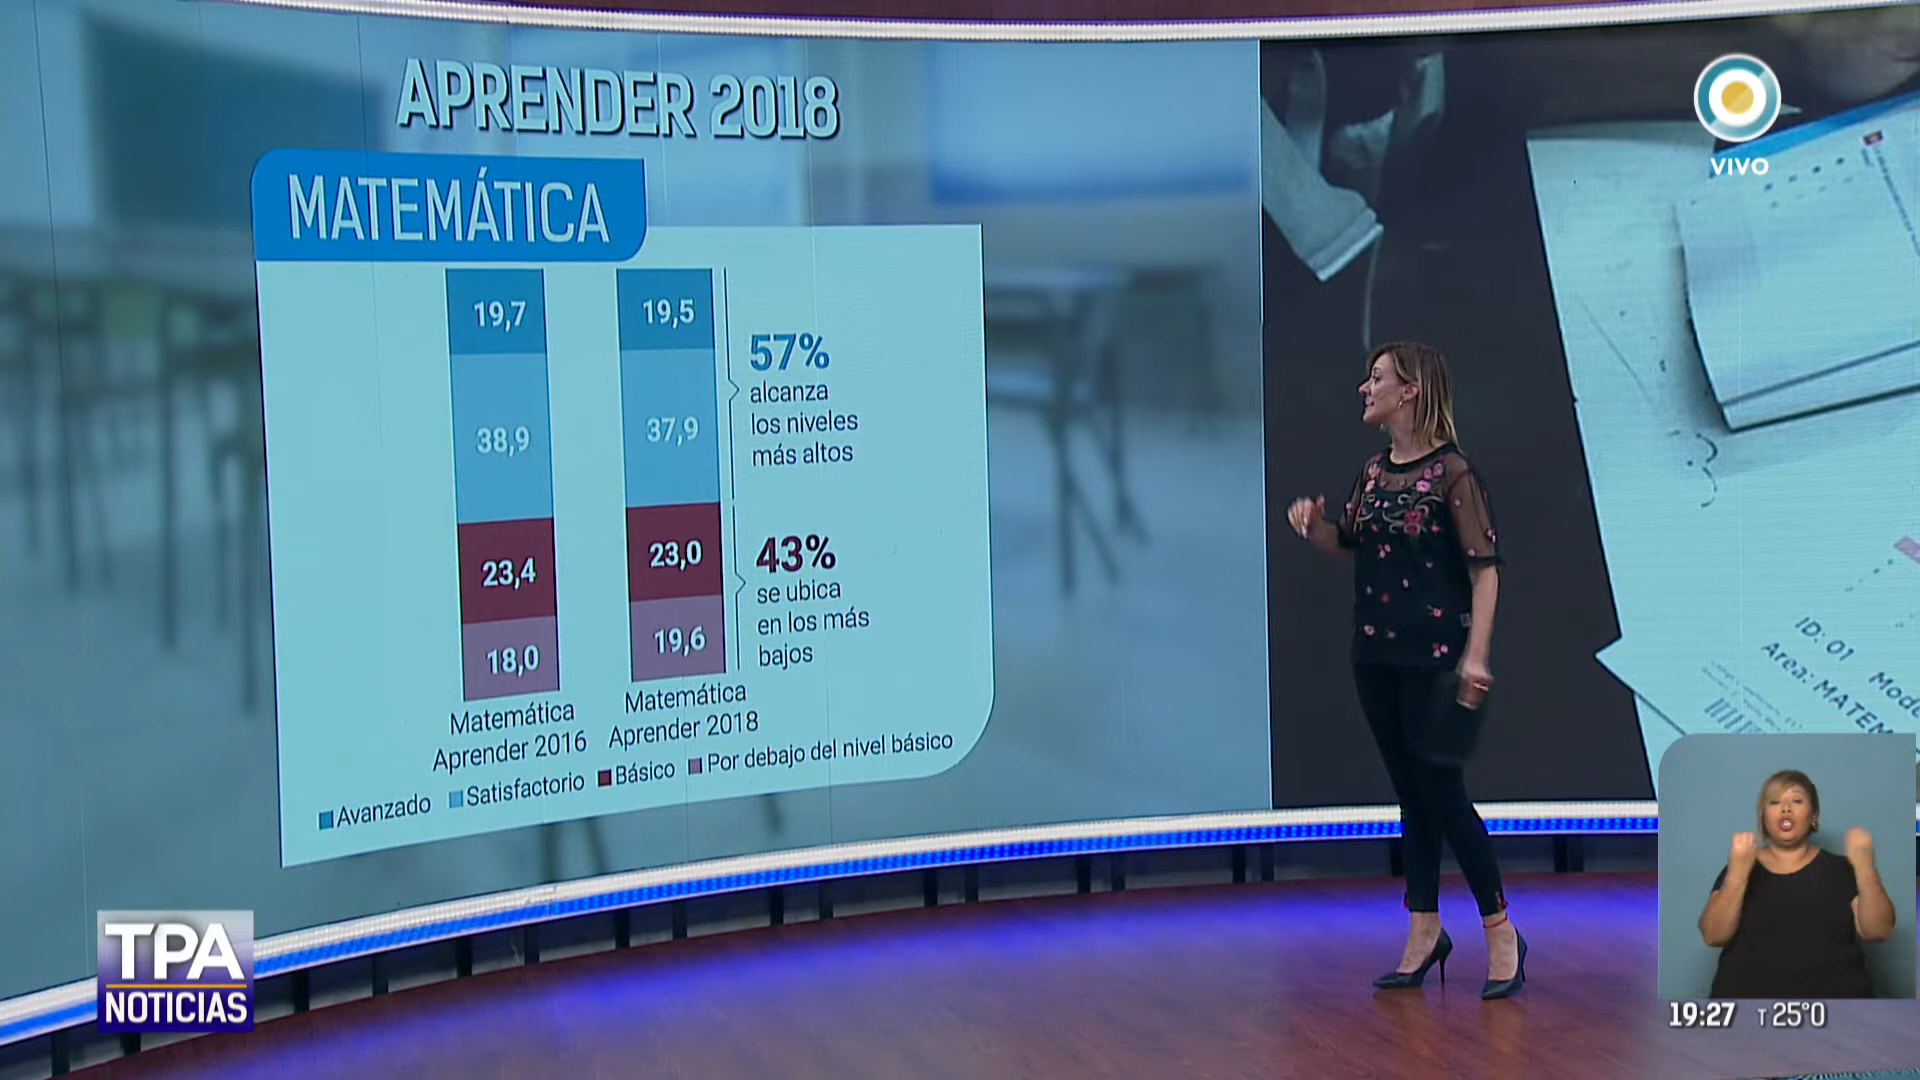 APRENDER 2018
MATEMÁTICA
19,7
19,5
38,9
37,9
23,4
23,0
18,0
19,6
57%
alcanza
los niveles
más altos
43%
se ubica
en los más
bajos
Matemática
Aprender 2016
Matemática
Aprender 2018
Avanzado
Satisfactorio
Básico
Por debajo del nivel básico
VIVO
ID: 01
Area: MATEM
TPA
NOTICIAS
19:27 T 25°0